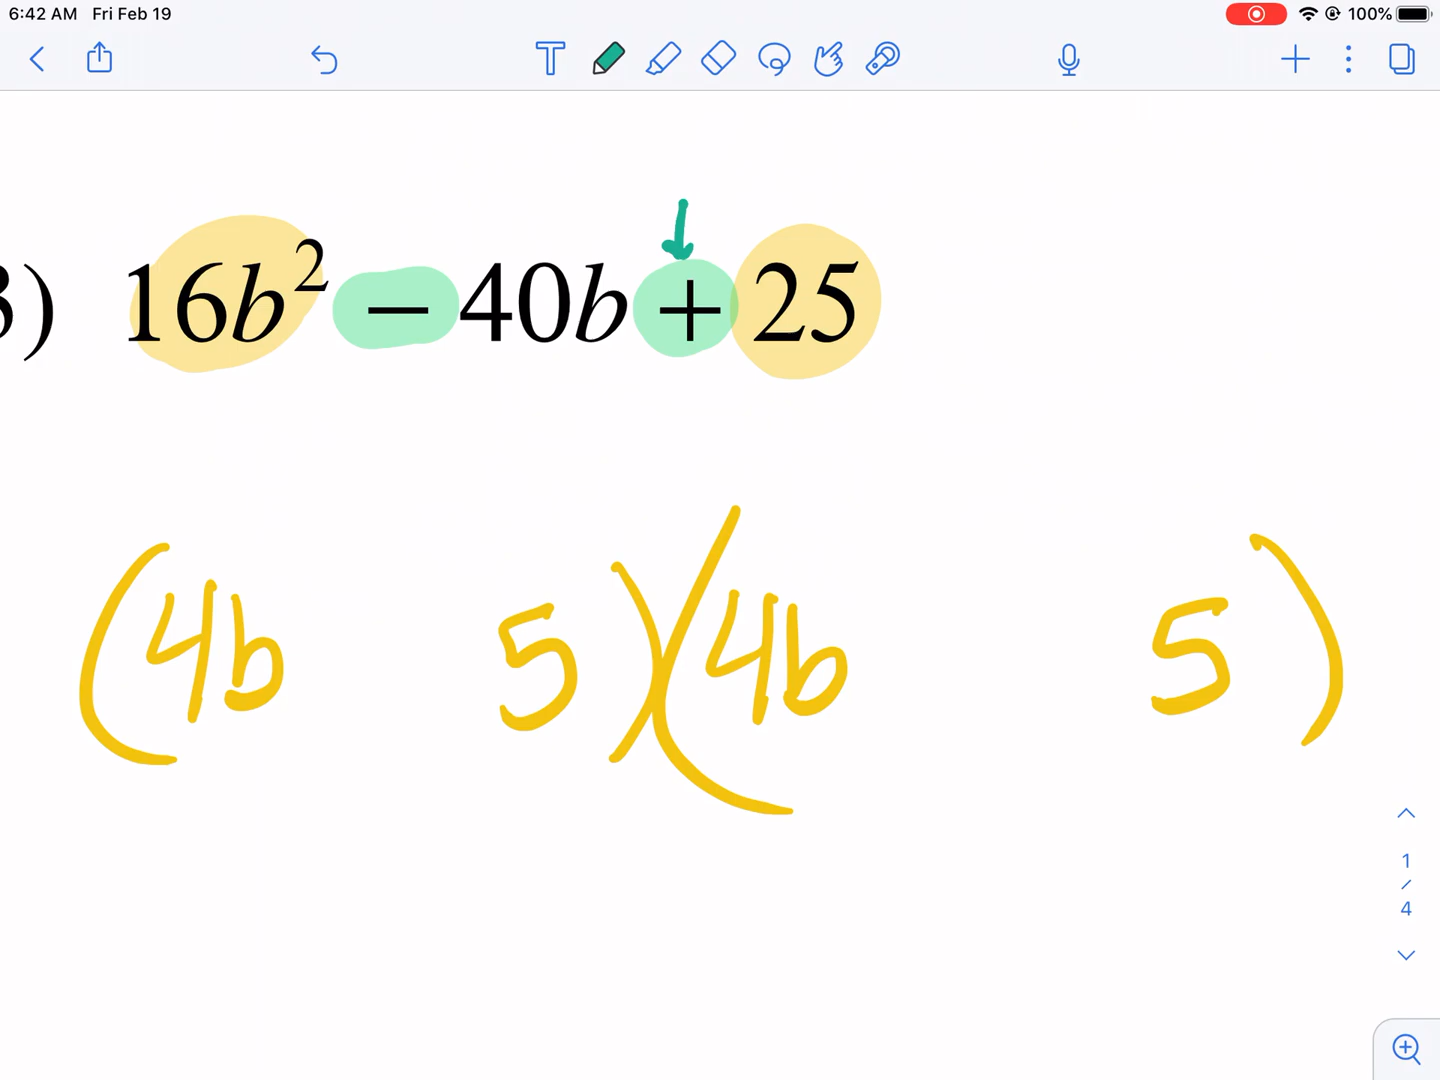 6:42 AM Fri Feb 19 100%
3) 16b² − 40b + 25
(4b 5)(4b 5)
1
/
4